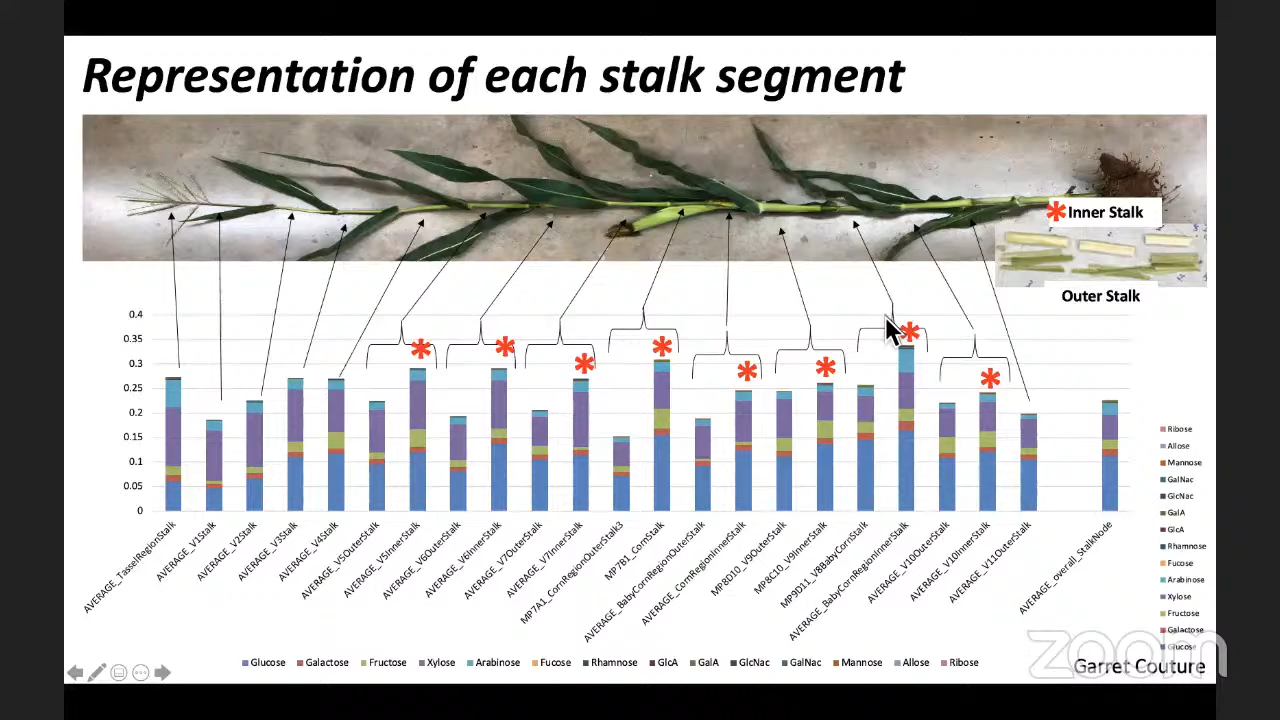 Representation of each stalk segment
Inner Stalk
Outer Stalk
0.4
0.35
0.3
0.25
0.2
0.15
0.1
0.05
0
AVERAGE_TasselRegionStalk
AVERAGE_V1Stalk
AVERAGE_V2Stalk
AVERAGE_V3Stalk
AVERAGE_V4Stalk
AVERAGE_V5OuterStalk
AVERAGE_V5InnerStalk
AVERAGE_V6OuterStalk
AVERAGE_V6InnerStalk
AVERAGE_V7OuterStalk
AVERAGE_V7InnerStalk
MP7A1_CornRegionOuterStalk3
MP7B1_CornStalk
AVERAGE_BabyCornRegionOuterStalk
AVERAGE_CornRegionInnerStalk
MP8D10_V9OuterStalk
MP8C10_V9InnerStalk
MP9D11_V8BabyCornStalk
AVERAGE_BabyCornRegionInnerStalk
AVERAGE_V10OuterStalk
AVERAGE_V10InnerStalk
AVERAGE_V11OuterStalk
AVERAGE_overall_StalkNode
Ribose
Allose
Mannose
GalNac
GlcNac
GalA
GlcA
Rhamnose
Fucose
Arabinose
Xylose
Fructose
Galactose
Glucose
Glucose Galactose Fructose Xylose Arabinose Fucose Rhamnose GlcA GalA GlcNac GalNac Mannose Allose Ribose
zoom
Garret Couture